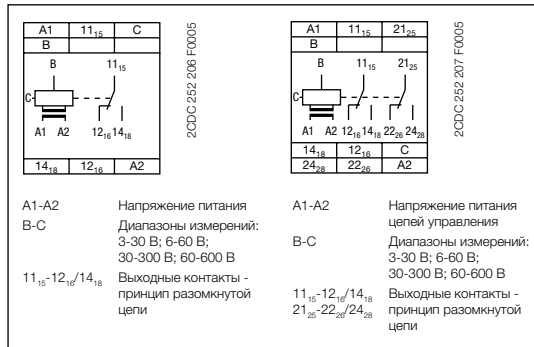 A1 11₁₅ C
B
B 11₁₅
C
A1 A2 12₁₆ 14₁₈
14₁₈ 12₁₆ A2
2CDC 252 206 F0005
A1-A2 Напряжение питания
B-C Диапазоны измерений:
3-30 В; 6-60 В;
30-300 В; 60-600 В
11₁₅-12₁₆/14₁₈ Выходные контакты -
принцип разомкнутой
цепи
A1 11₁₅ 21₂₅
B
B 11₁₅ 21₂₅
C
A1 A2 12₁₆ 14₁₈ 22₂₆ 24₂₈
14₁₈ 12₁₆ C
24₂₈ 22₂₆ A2
2CDC 252 207 F0005
A1-A2 Напряжение питания
цепей управления
B-C Диапазоны измерений:
3-30 В; 6-60 В;
30-300 В; 60-600 В
11₁₅-12₁₆/14₁₈ Выходные контакты -
21₂₅-22₂₆/24₂₈ принцип разомкнутой
цепи